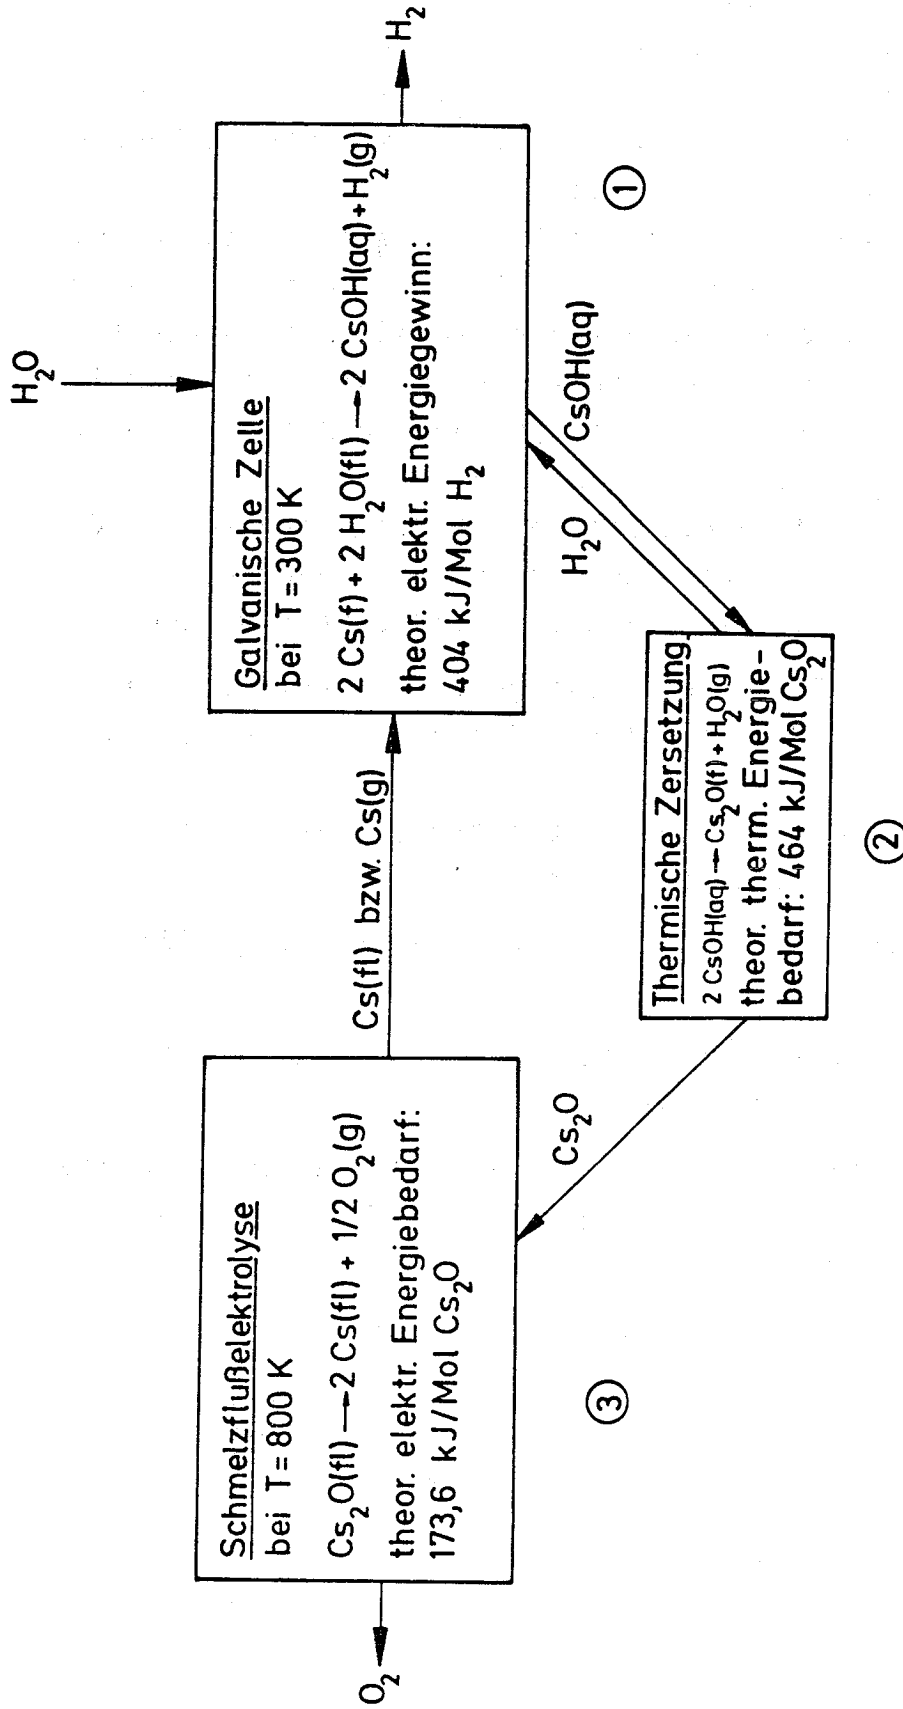 H₂O
H₂
Galvanische Zelle
bei T=300 K
2 Cs(f)+ 2 H₂O(fl) → 2 CsOH(aq)+H₂(g)
theor. elektr. Energiegewinn:
404 kJ/Mol H₂
①
Cs(fl) bzw. Cs(g)
H₂O
CsOH(aq)
Thermische Zersetzung
2 CsOH(aq) → Cs₂O(f)+H₂O(g)
theor. therm. Energie-
bedarf: 464 kJ/Mol Cs₂O
②
Cs₂O
Schmelzflußelektrolyse
bei T=800 K
Cs₂O(fl) → 2 Cs(fl) + 1/2 O₂(g)
theor. elektr. Energiebedarf:
173,6 kJ/Mol Cs₂O
③
O₂